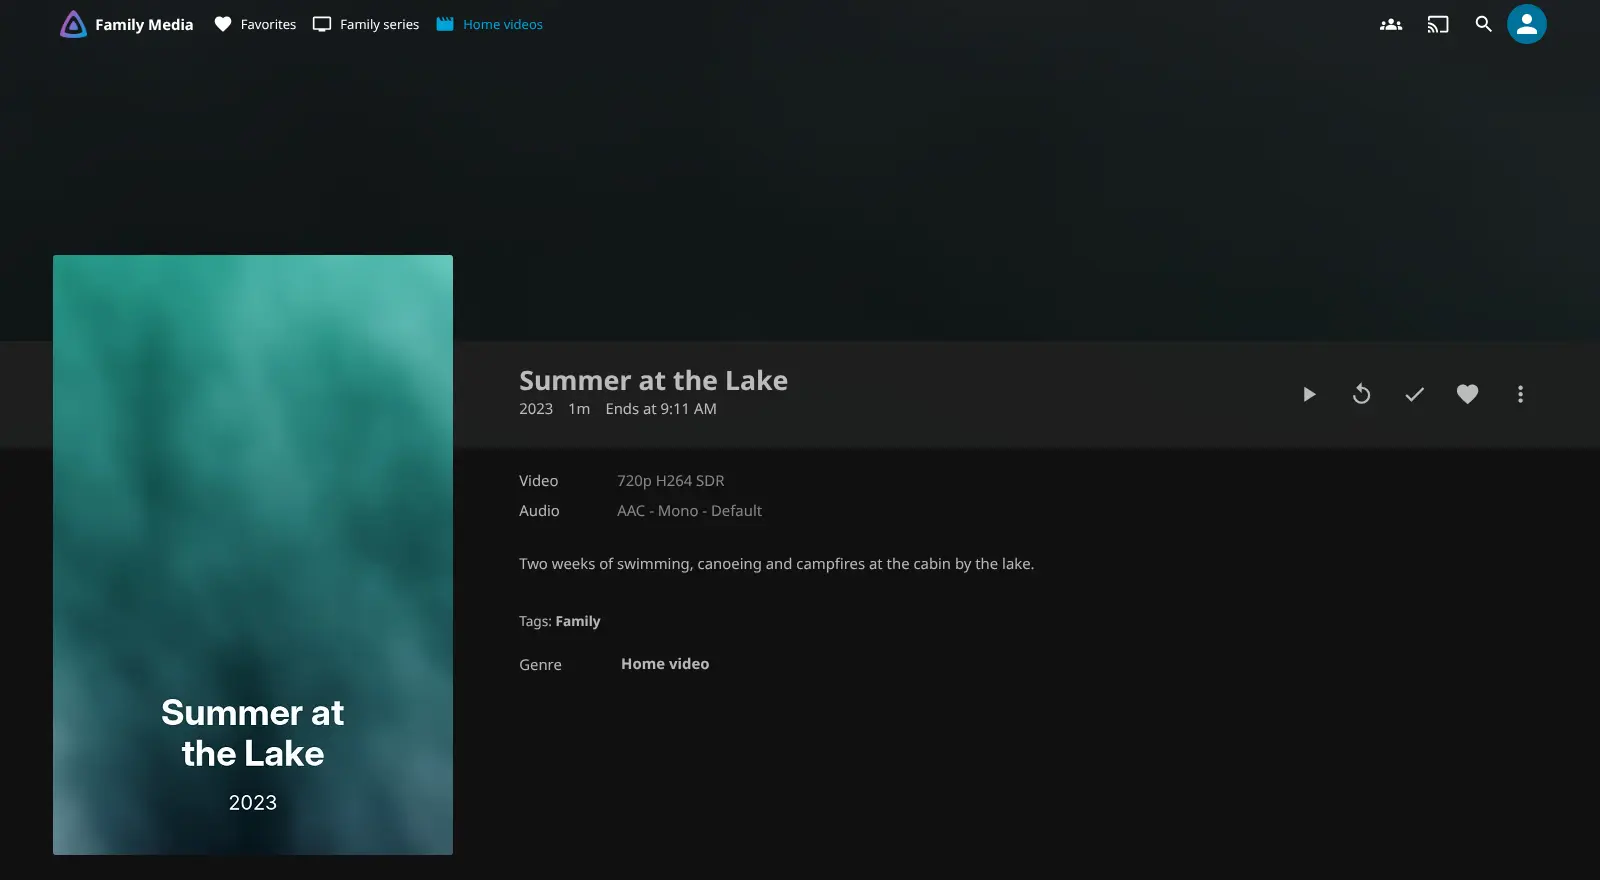 Family Media
Favorites
Family series
Home videos
Summer at the Lake
2023 1m Ends at 9:11 AM
Video 720p H264 SDR
Audio AAC - Mono - Default
Two weeks of swimming, canoeing and campfires at the cabin by the lake.
Tags: Family
Genre Home video
Summer at
the Lake
2023